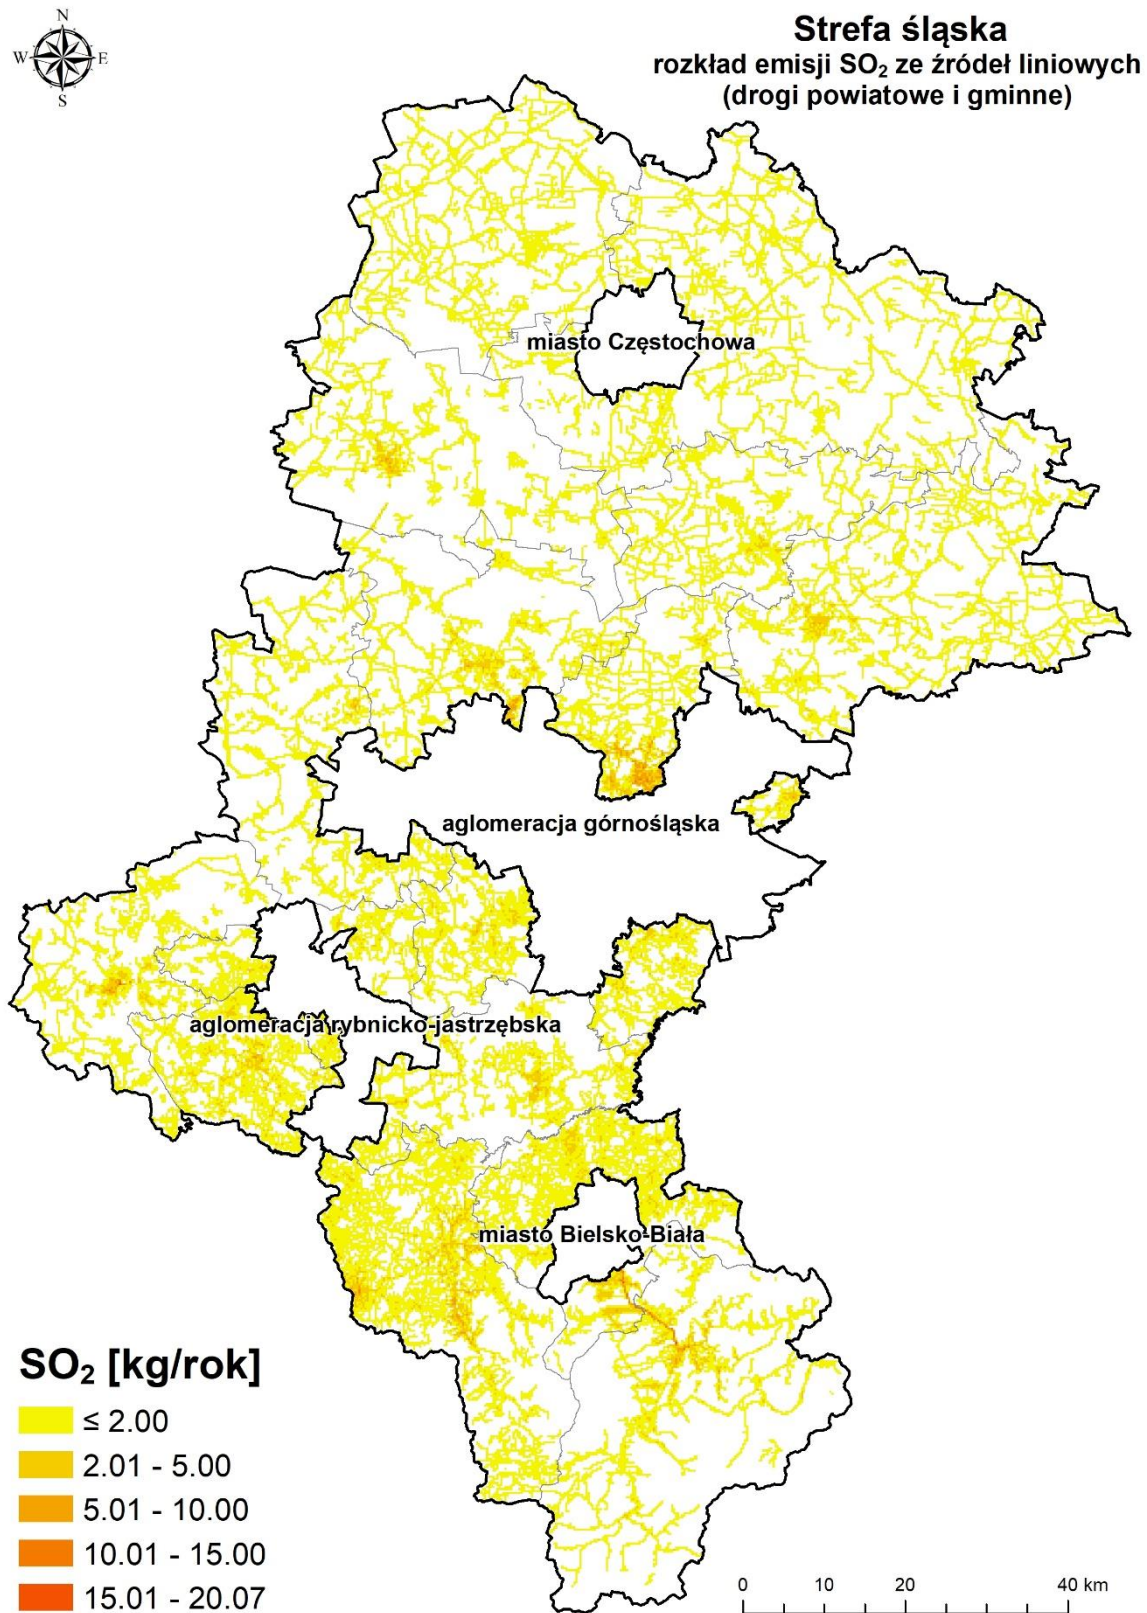 N
W E
S
Strefa śląska
rozkład emisji SO₂ ze źródeł liniowych
(drogi powiatowe i gminne)
miasto Częstochowa
aglomeracja górnośląska
aglomeracja rybnicko-jastrzębska
miasto Bielsko-Biała
SO₂ [kg/rok]
≤ 2.00
2.01 - 5.00
5.01 - 10.00
10.01 - 15.00
15.01 - 20.07
0 10 20 40 km